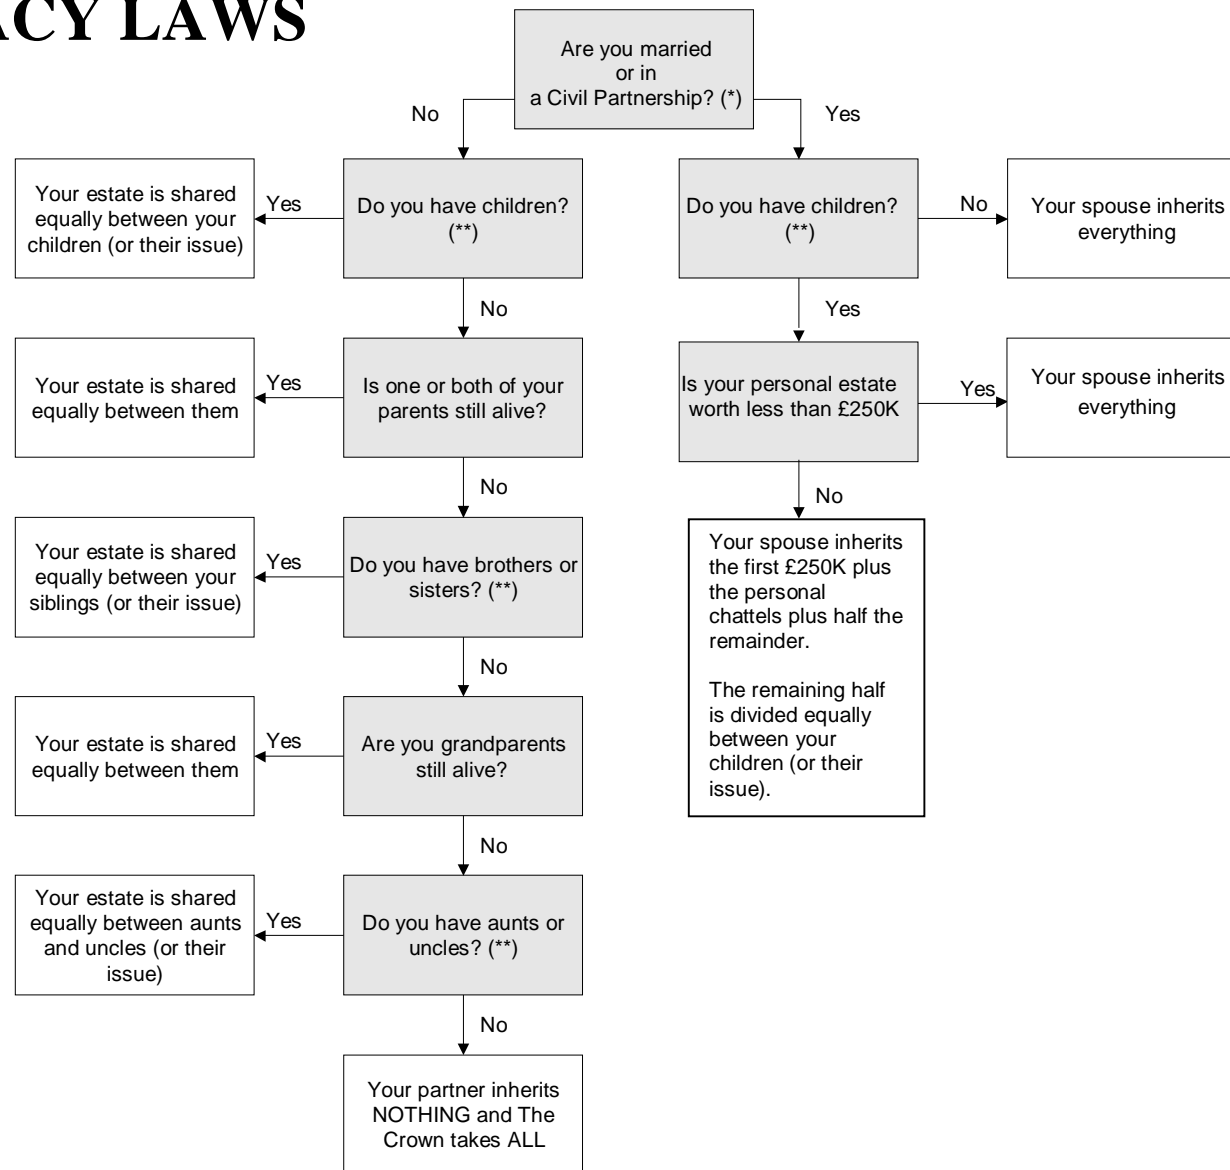 ACY LAWS
Are you married
or in
a Civil Partnership? (*)
No
Yes
Your estate is shared
equally between your
children (or their issue)
Yes
Do you have children?
(**)
Do you have children?
(**)
No
Your spouse inherits
everything
No
Yes
Your estate is shared
equally between them
Yes
Is one or both of your
parents still alive?
Is your personal estate
worth less than £250K
Yes
Your spouse inherits
everything
No
No
Your estate is shared
equally between your
siblings (or their issue)
Yes
Do you have brothers or
sisters? (**)
Your spouse inherits
the first £250K plus
the personal
chattels plus half the
remainder.
The remaining half
is divided equally
between your
children (or their
issue).
No
Your estate is shared
equally between them
Yes
Are you grandparents
still alive?
No
Your estate is shared
equally between aunts
and uncles (or their
issue)
Yes
Do you have aunts or
uncles? (**)
No
Your partner inherits
NOTHING and The
Crown takes ALL